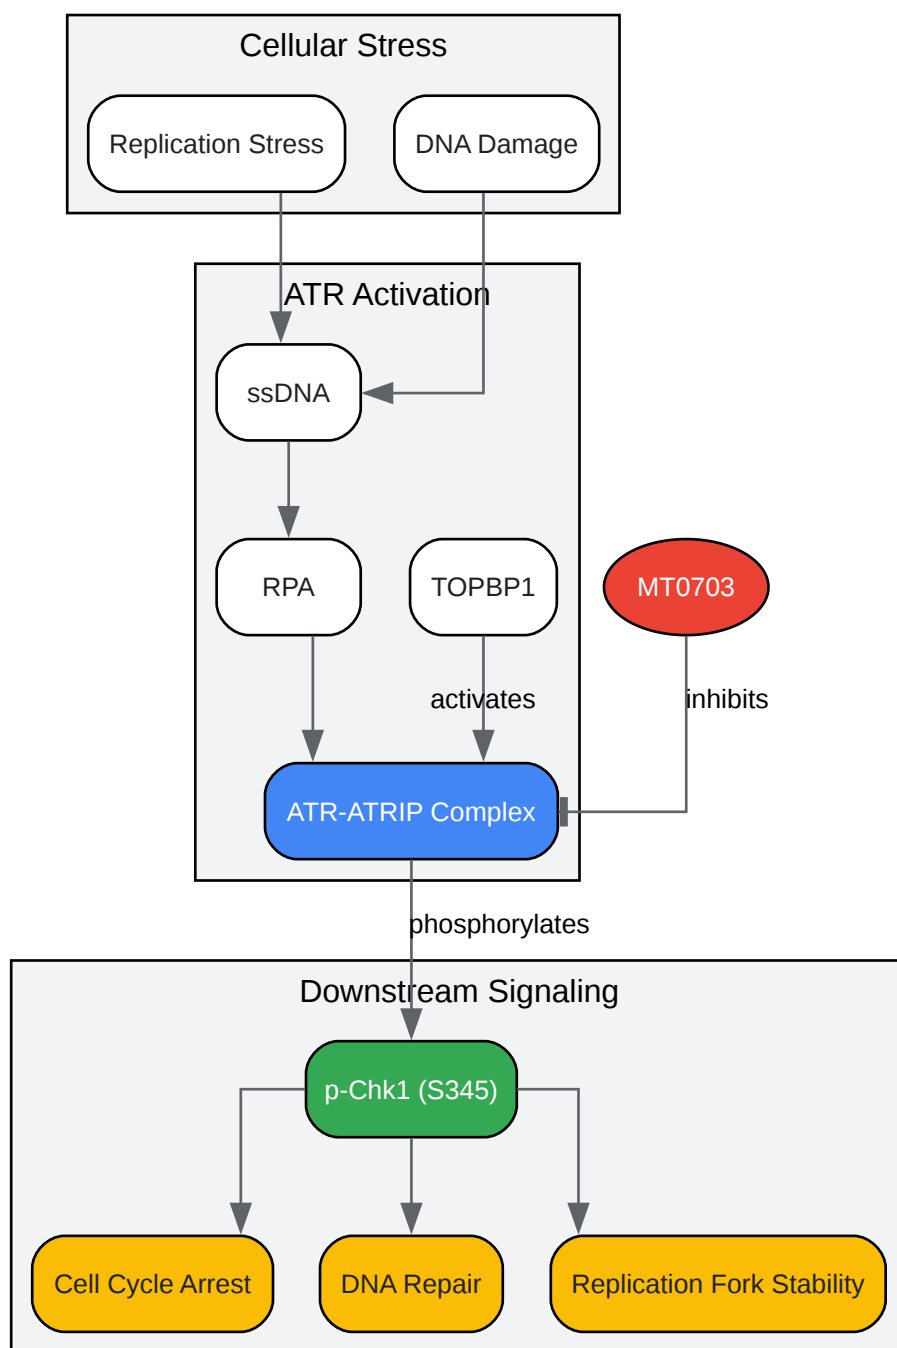 Cellular Stress
Replication Stress
DNA Damage
ATR Activation
ssDNA
RPA
TOPBP1
MT0703
activates
inhibits
ATR-ATRIP Complex
phosphorylates
Downstream Signaling
p-Chk1 (S345)
Cell Cycle Arrest
DNA Repair
Replication Fork Stability